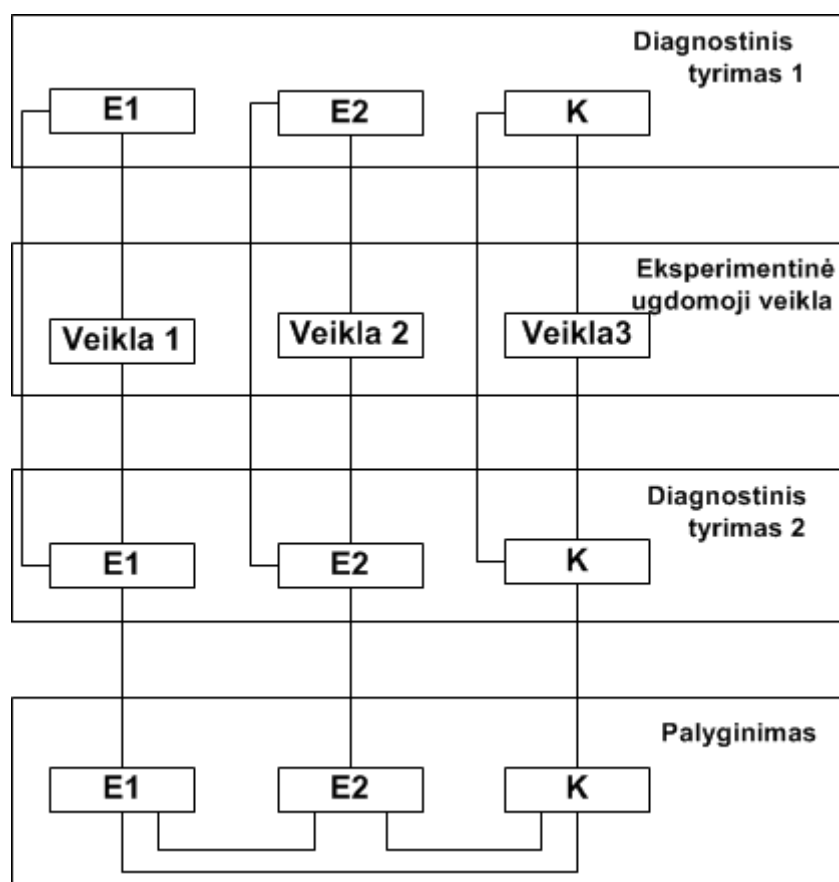 Diagnostinis
tyrimas 1
E1
E2
K
Eksperimentinė
ugdomoji veikla
Veikla 1
Veikla 2
Veikla3
Diagnostinis
tyrimas 2
E1
E2
K
Palyginimas
E1
E2
K